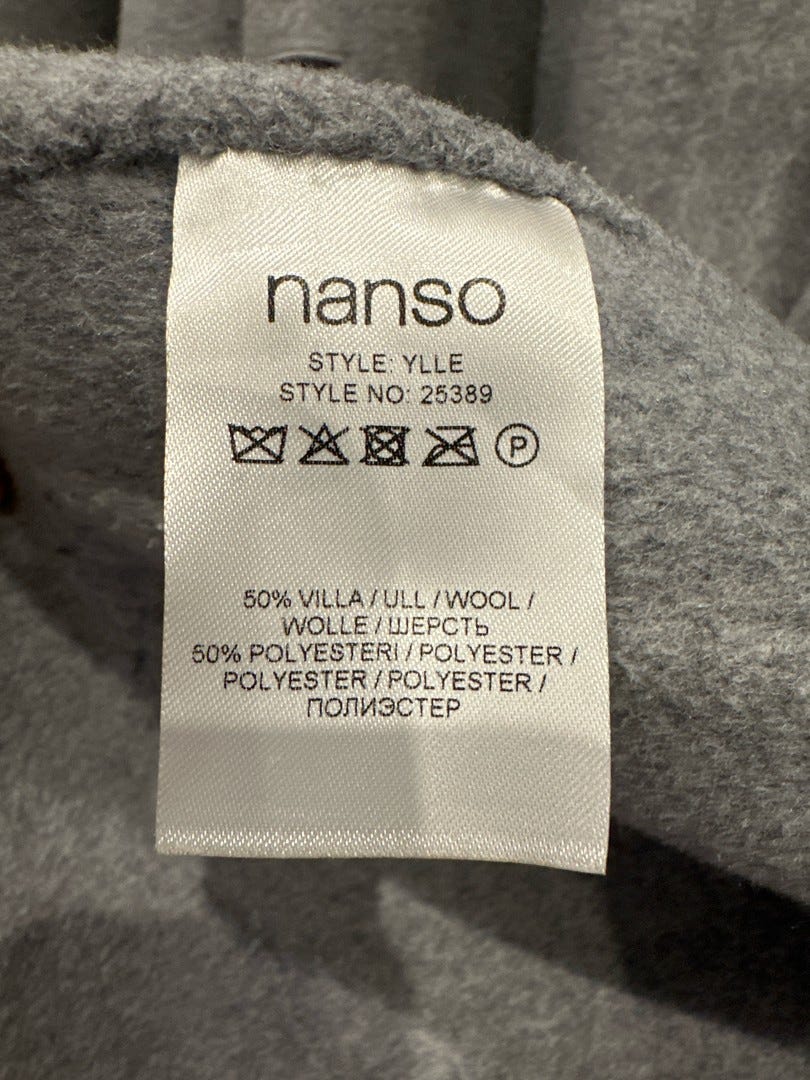 nanso
STYLE: YLLE
STYLE NO: 25389
P
50% VILLA / ULL / WOOL /
WOLLE / ШЕРСТЬ
50% POLYESTERI / POLYESTER /
POLYESTER / POLYESTER /
ПОЛИЭСТЕР